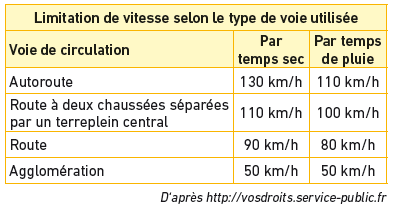 Limitation de vitesse selon le type de voie utilisée
Voie de circulation
Par
temps sec
Par temps
de pluie
Autoroute 130 km/h 110 km/h
Route à deux chaussées séparées
par un terreplein central
110 km/h 100 km/h
Route 90 km/h 80 km/h
Agglomération 50 km/h 50 km/h
D'après http://vosdroits.service-public.fr